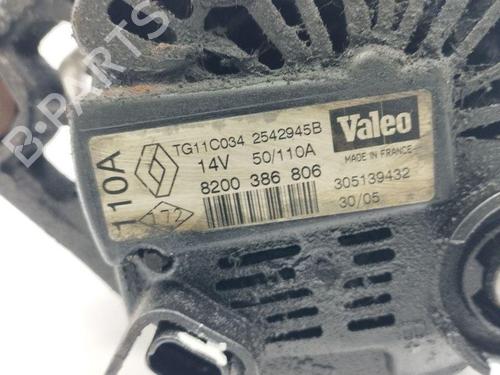 110A
TG11C034 2542945B
14V 50/110A
8200 386 806
172
Valeo
MADE IN FRANCE
305139432
30/05
B-PARTS